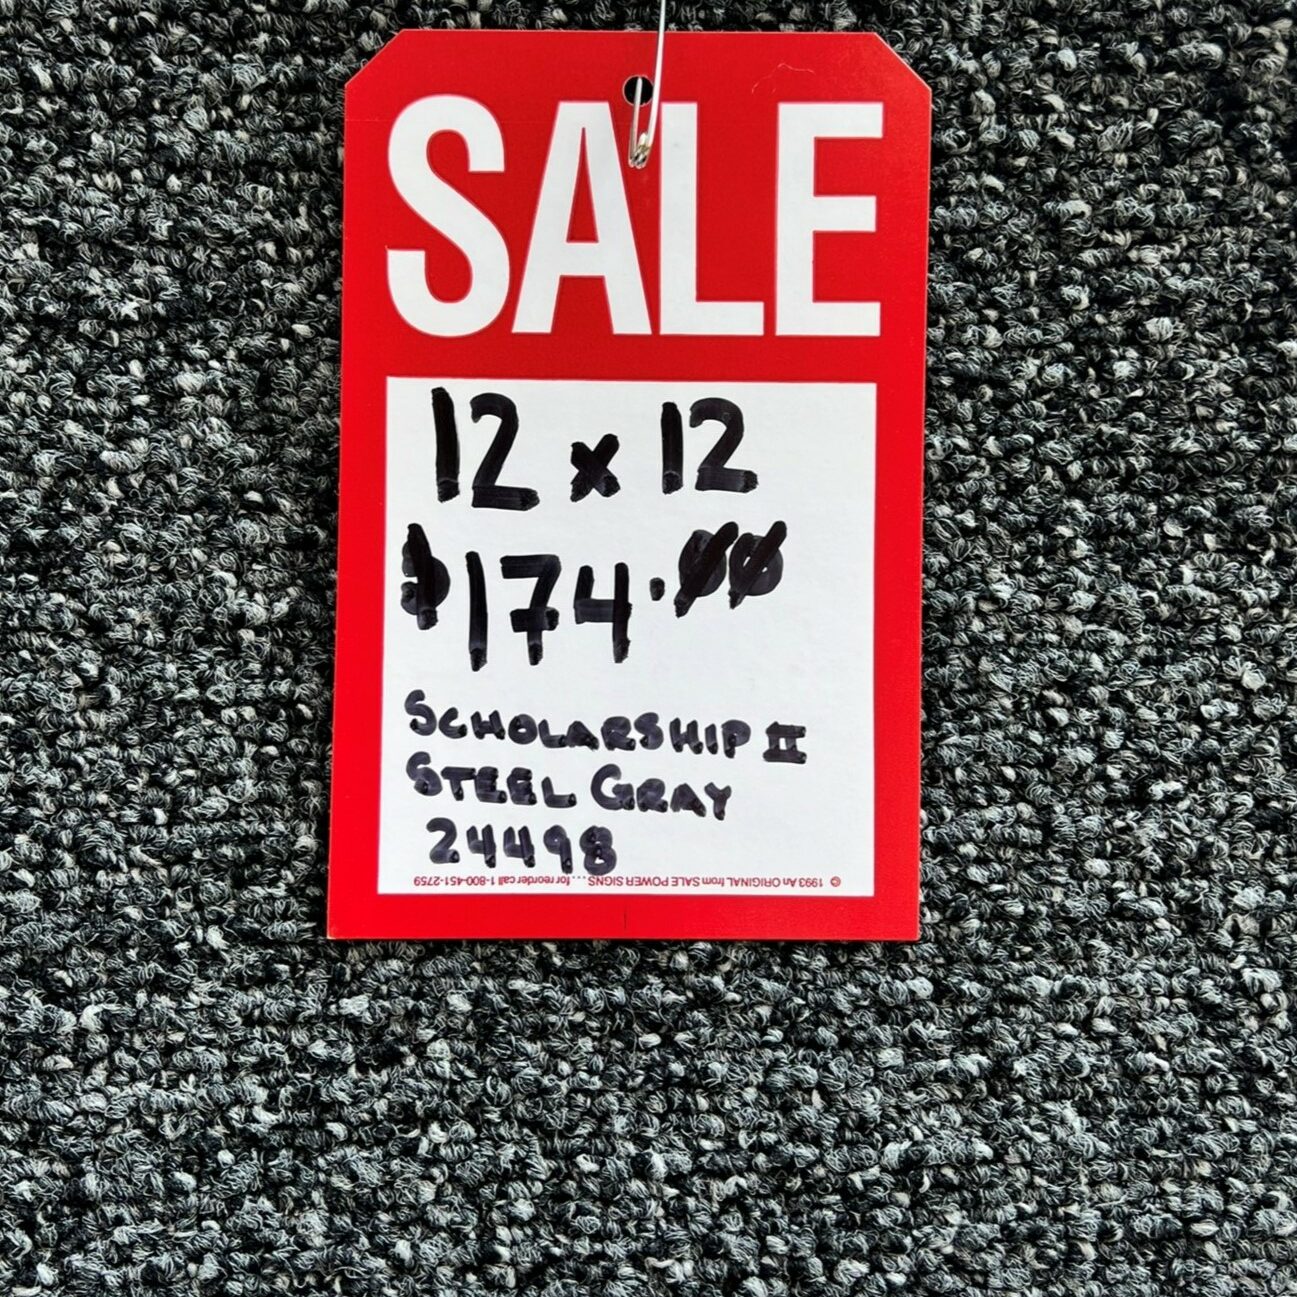 SALE
12 x 12
$174.00
SCHOLARSHIP II
STEEL GRAY
24498
© 1993 An ORIGINAL from SALE POWER SIGNS....for reorder call 1-800-451-2759